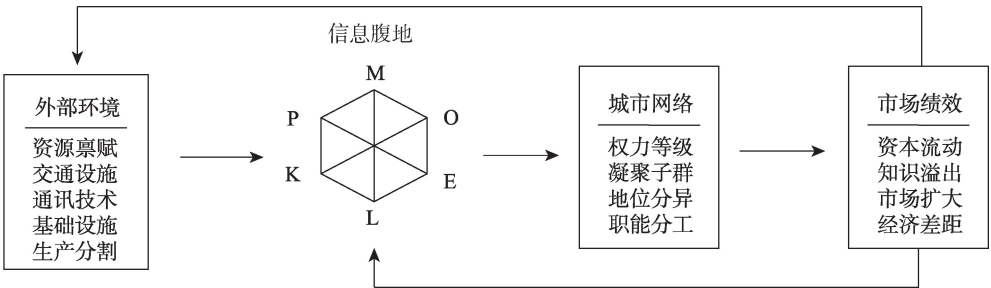 信息腹地
外部环境
资源禀赋
交通设施
通讯技术
基础设施
生产分割
M
P
O
K
E
L
城市网络
权力等级
凝聚子群
地位分异
职能分工
市场绩效
资本流动
知识溢出
市场扩大
经济差距